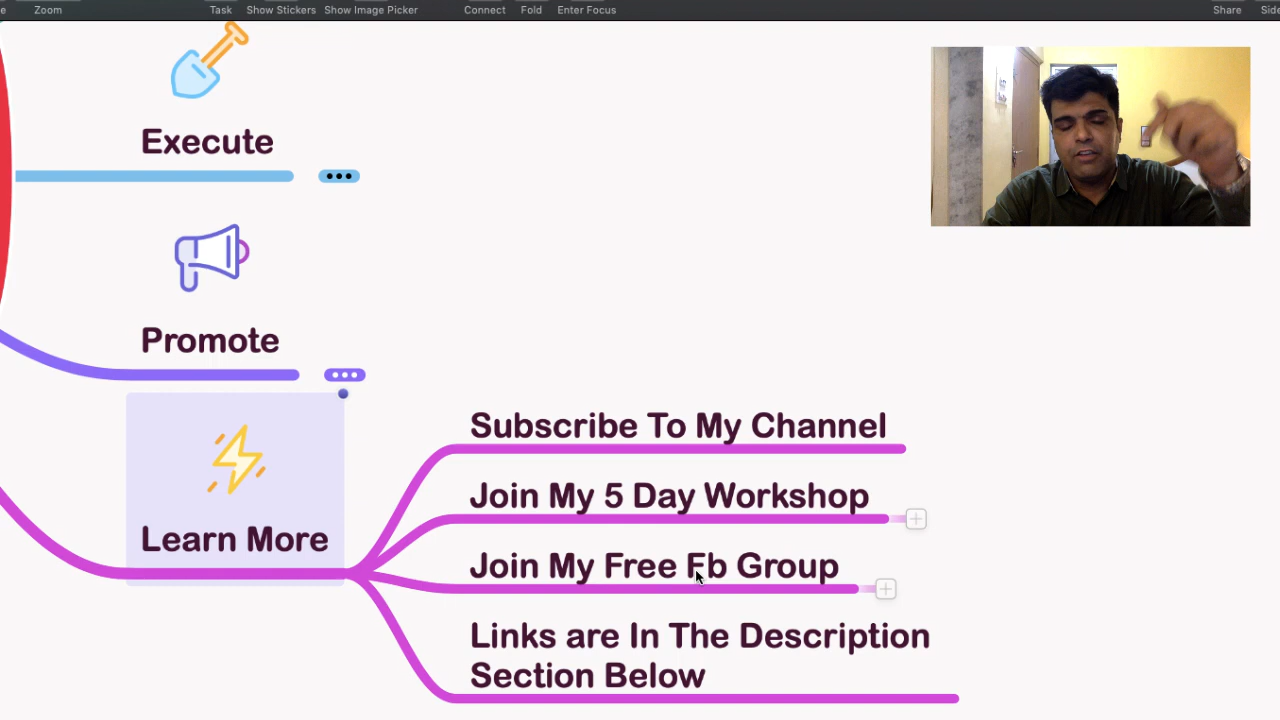 Zoom
Task
Show Stickers
Show Image Picker
Connect
Fold
Enter Focus
Share
Execute
Promote
Learn More
Subscribe To My Channel
Join My 5 Day Workshop
Join My Free Fb Group
Links are In The Description
Section Below